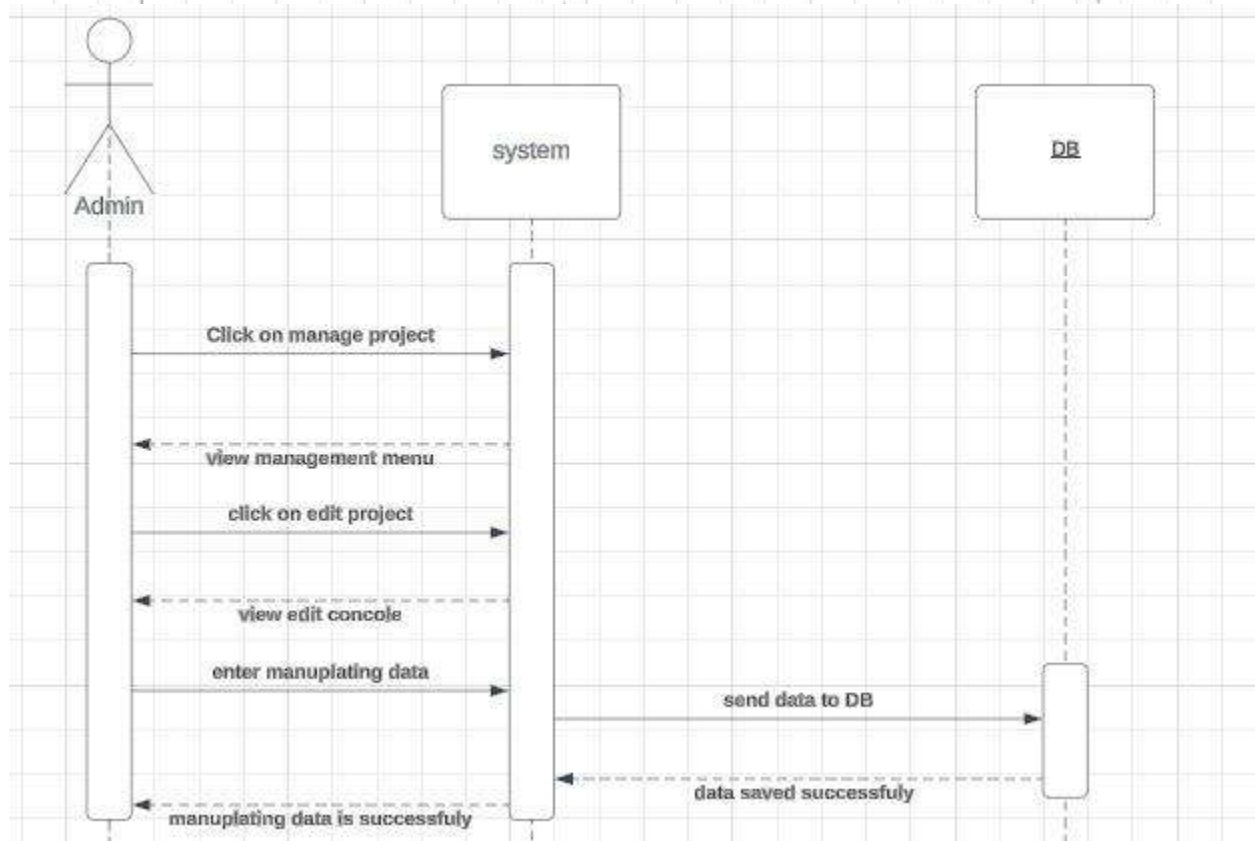 Admin
system
DB
Click on manage project
view management menu
click on edit project
view edit concole
enter manuplating data
send data to DB
data saved successfuly
manuplating data is successfuly